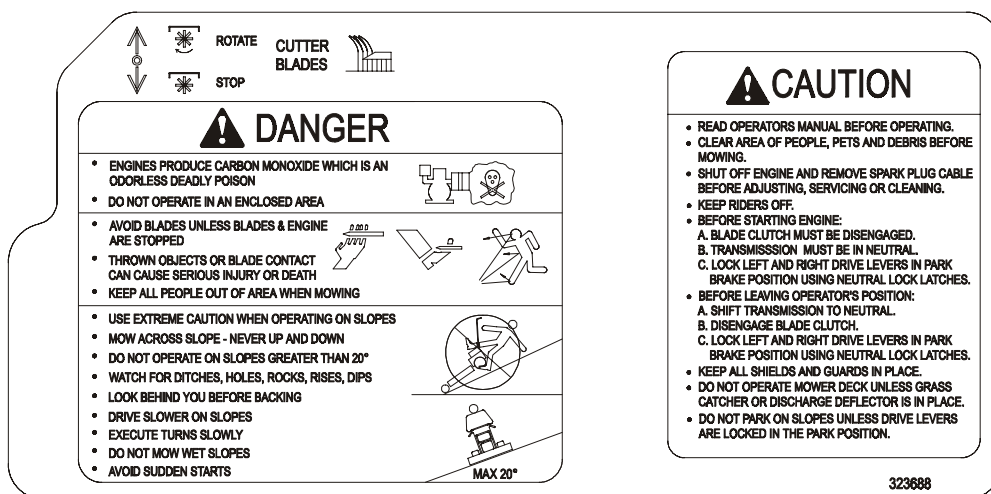 ROTATE
STOP
CUTTER
BLADES
DANGER
• ENGINES PRODUCE CARBON MONOXIDE WHICH IS AN
ODORLESS DEADLY POISON
• DO NOT OPERATE IN AN ENCLOSED AREA
• AVOID BLADES UNLESS BLADES & ENGINE
ARE STOPPED
• THROWN OBJECTS OR BLADE CONTACT
CAN CAUSE SERIOUS INJURY OR DEATH
• KEEP ALL PEOPLE OUT OF AREA WHEN MOWING
• USE EXTREME CAUTION WHEN OPERATING ON SLOPES
• MOW ACROSS SLOPE - NEVER UP AND DOWN
• DO NOT OPERATE ON SLOPES GREATER THAN 20°
• WATCH FOR DITCHES, HOLES, ROCKS, RISES, DIPS
• LOOK BEHIND YOU BEFORE BACKING
• DRIVE SLOWER ON SLOPES
• EXECUTE TURNS SLOWLY
• DO NOT MOW WET SLOPES
• AVOID SUDDEN STARTS
MAX 20°
CAUTION
• READ OPERATORS MANUAL BEFORE OPERATING.
• CLEAR AREA OF PEOPLE, PETS AND DEBRIS BEFORE
MOWING.
• SHUT OFF ENGINE AND REMOVE SPARK PLUG CABLE
BEFORE ADJUSTING, SERVICING OR CLEANING.
• KEEP RIDERS OFF.
• BEFORE STARTING ENGINE:
A. BLADE CLUTCH MUST BE DISENGAGED.
B. TRANSMISSSION MUST BE IN NEUTRAL.
C. LOCK LEFT AND RIGHT DRIVE LEVERS IN PARK
BRAKE POSITION USING NEUTRAL LOCK LATCHES.
• BEFORE LEAVING OPERATOR'S POSITION:
A. SHIFT TRANSMISSION TO NEUTRAL.
B. DISENGAGE BLADE CLUTCH.
C. LOCK LEFT AND RIGHT DRIVE LEVERS IN PARK
BRAKE POSITION USING NEUTRAL LOCK LATCHES.
• KEEP ALL SHIELDS AND GUARDS IN PLACE.
• DO NOT OPERATE MOWER DECK UNLESS GRASS
CATCHER OR DISCHARGE DEFLECTOR IS IN PLACE.
• DO NOT PARK ON SLOPES UNLESS DRIVE LEVERS
ARE LOCKED IN THE PARK POSITION.
323688